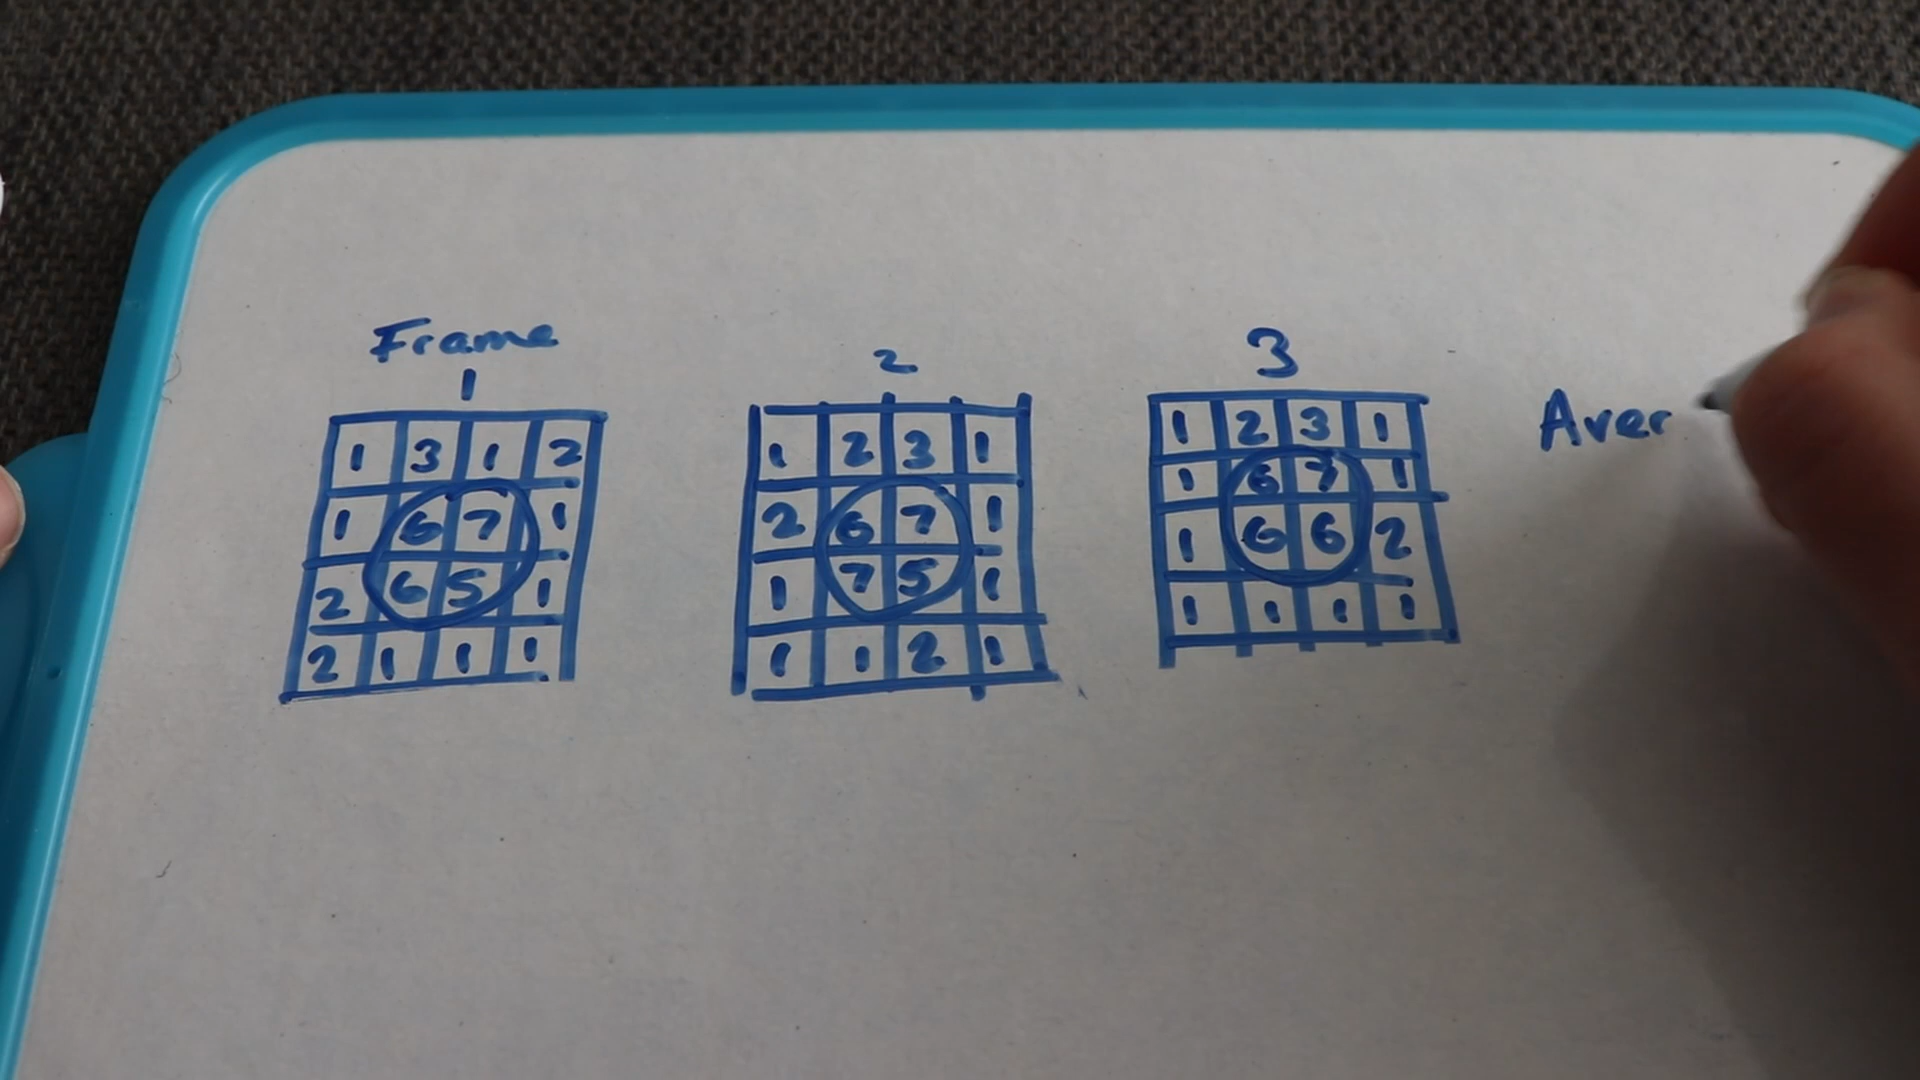 Frame
1
2
3
Aver
1 3 1 2
1 6 7 1
2 6 5 1
2 1 1 1
1 2 3 1
2 6 7 1
1 7 5 1
1 1 2 1
1 2 3 1
1 6 7 1
1 6 6 2
1 1 1 1